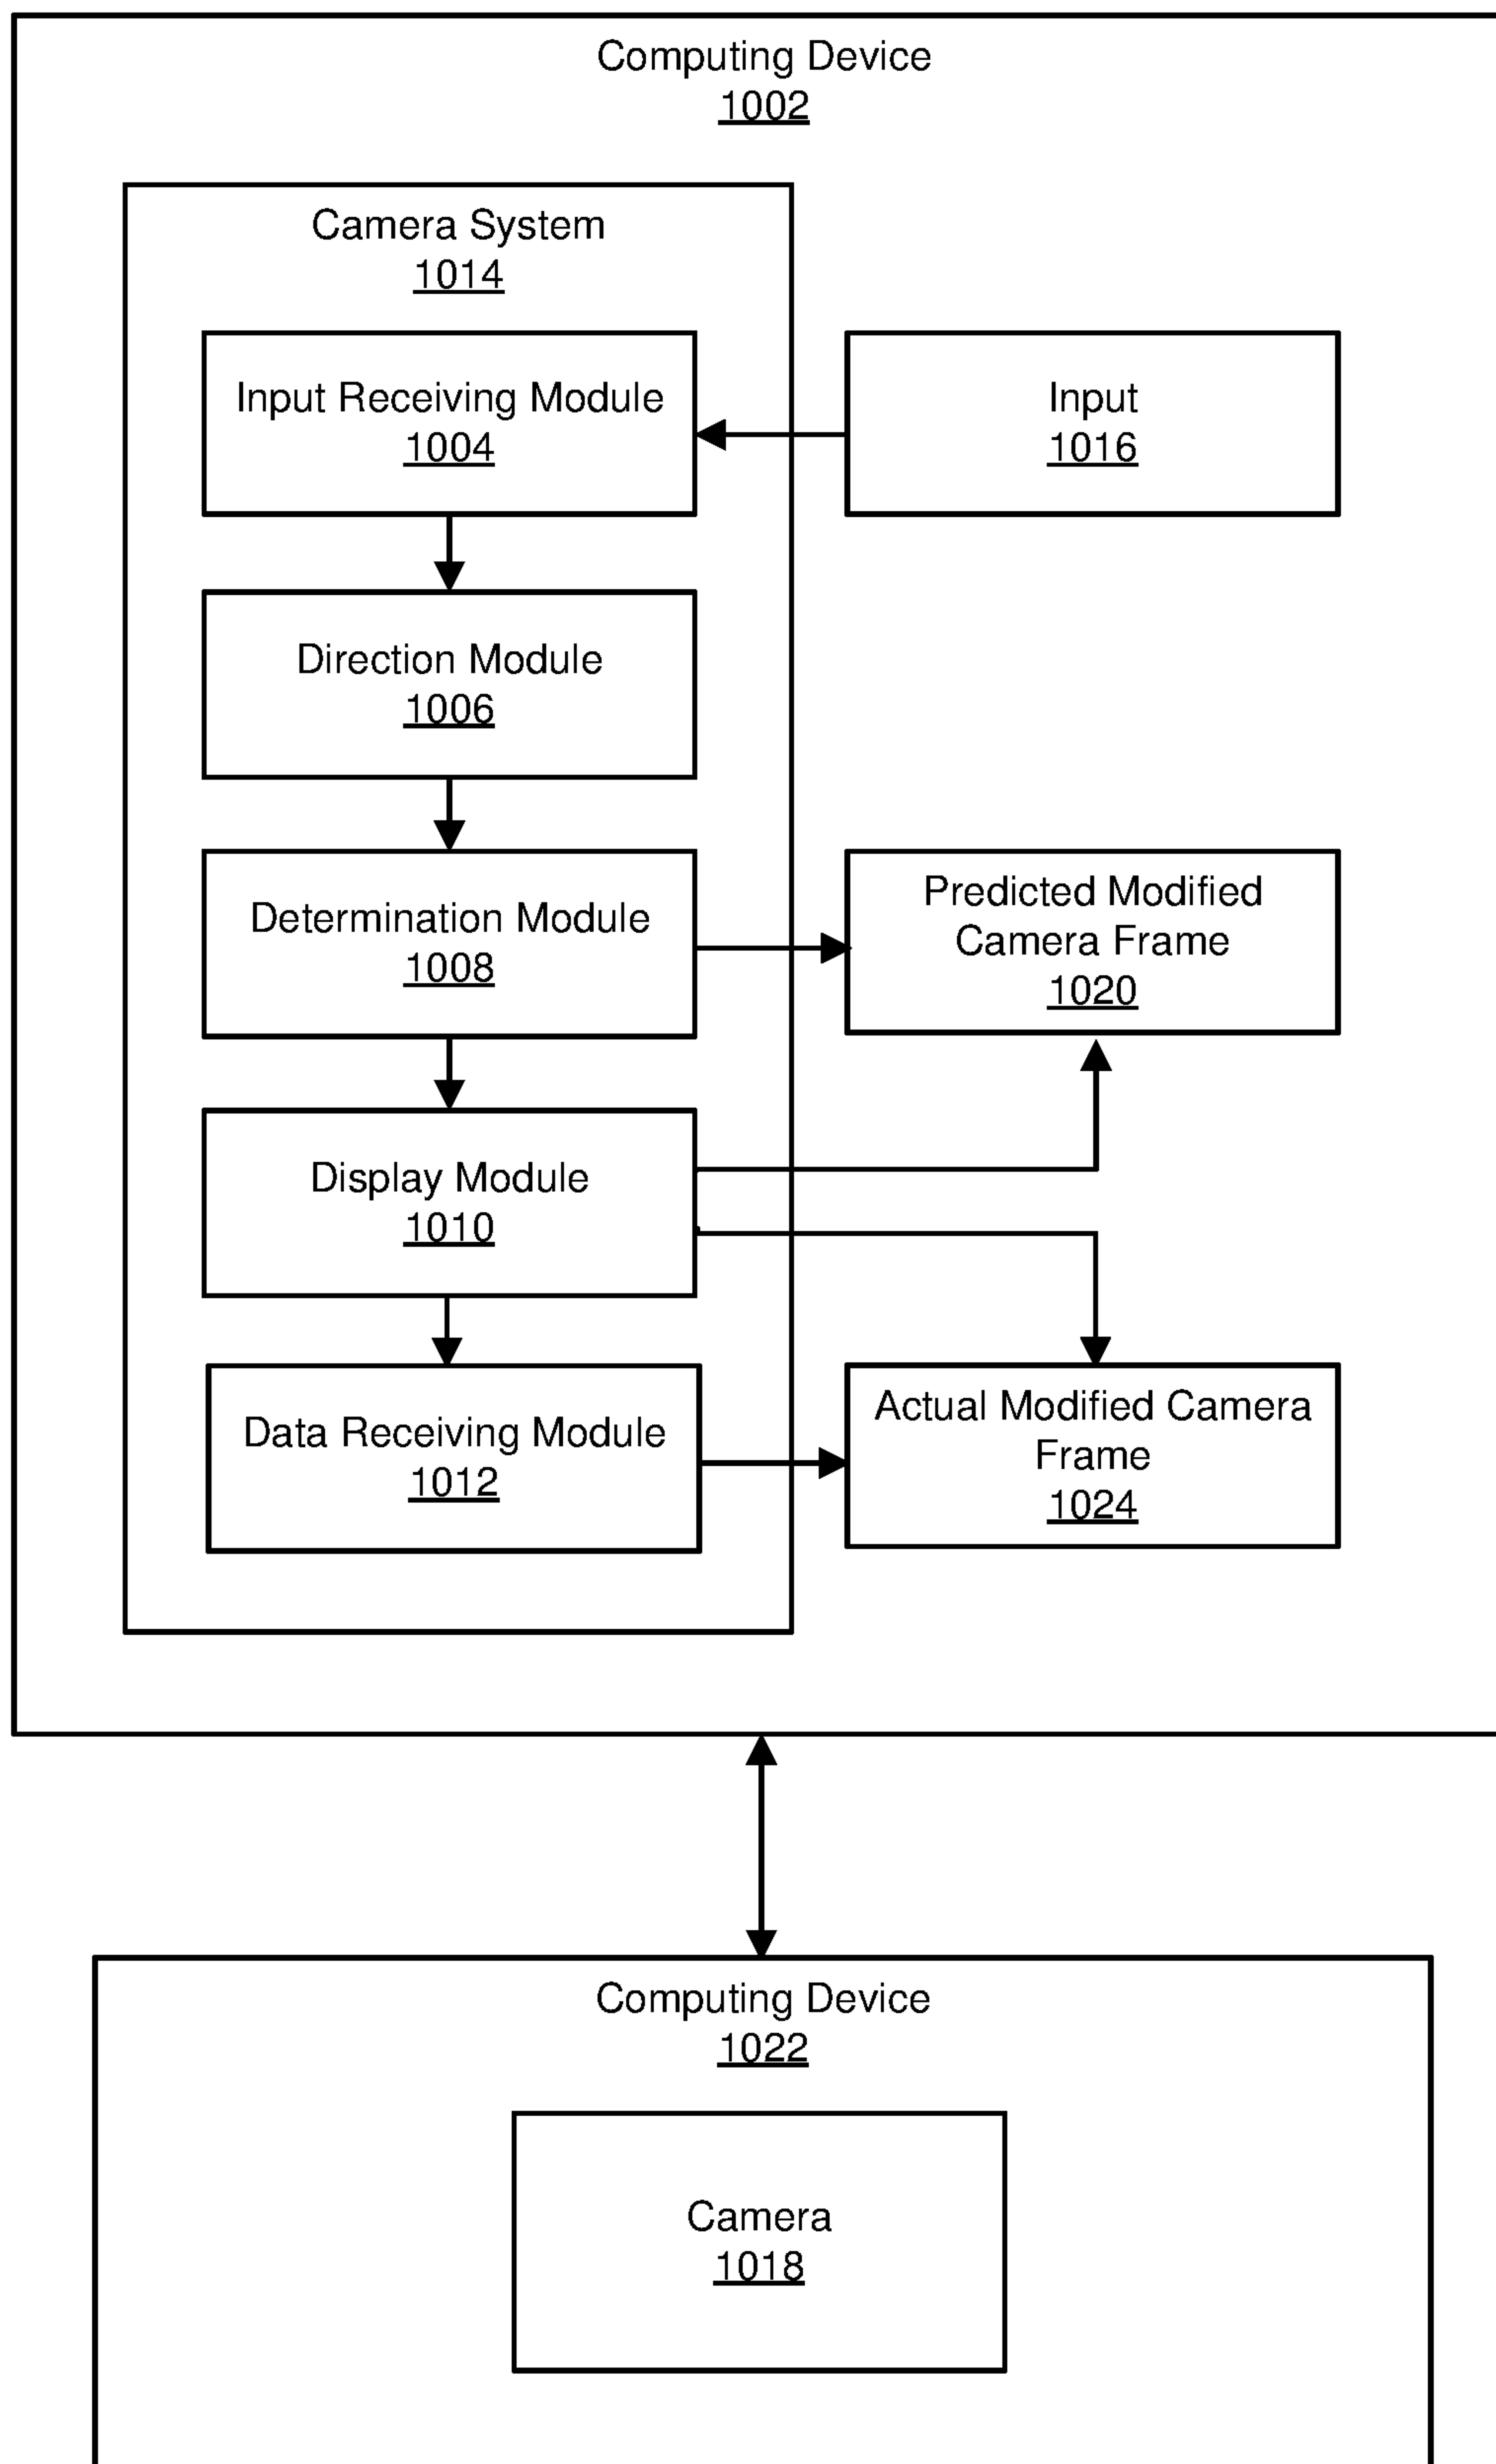 Computing Device
1002
Camera System
1014
Input Receiving Module
1004
Input
1016
Direction Module
1006
Determination Module
1008
Predicted Modified
Camera Frame
1020
Display Module
1010
Data Receiving Module
1012
Actual Modified Camera
Frame
1024
Computing Device
1022
Camera
1018